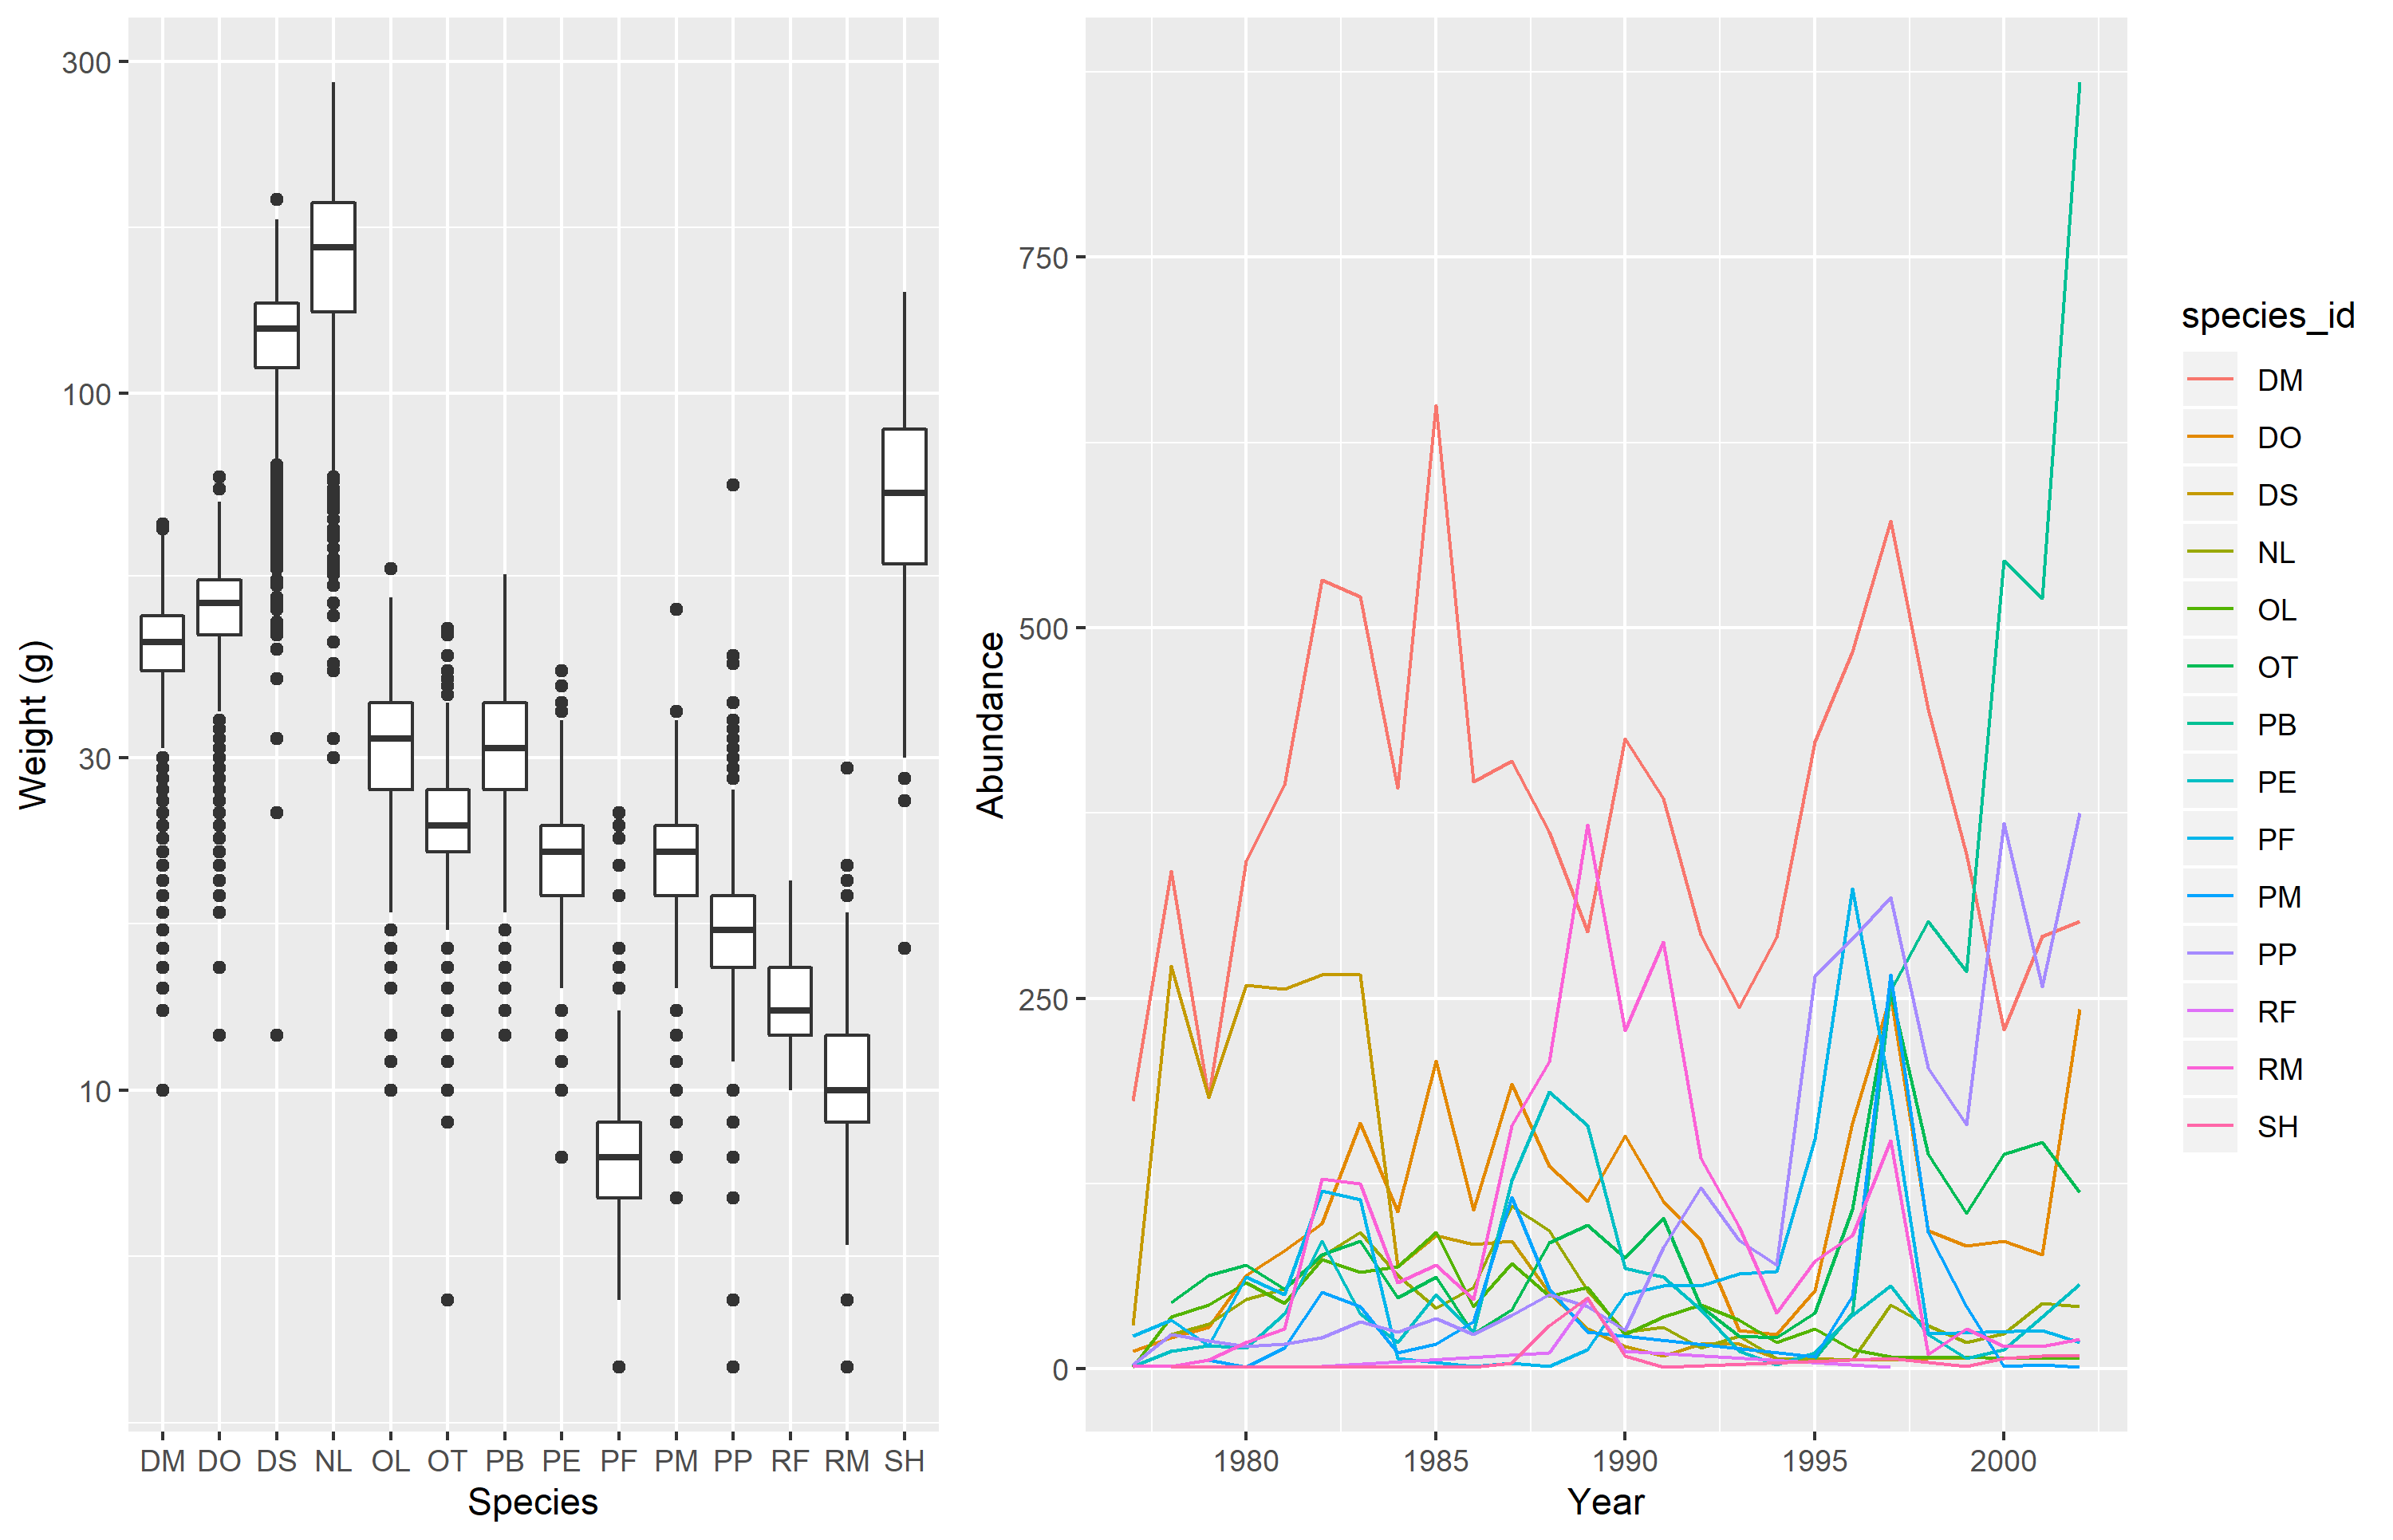 300
100
30
10
Weight (g)
DM DO DS NL OL OT PB PE PF PM PP RF RM SH
Species
750
500
250
0
Abundance
1980 1985 1990 1995 2000
Year
species_id
DM
DO
DS
NL
OL
OT
PB
PE
PF
PM
PP
RF
RM
SH